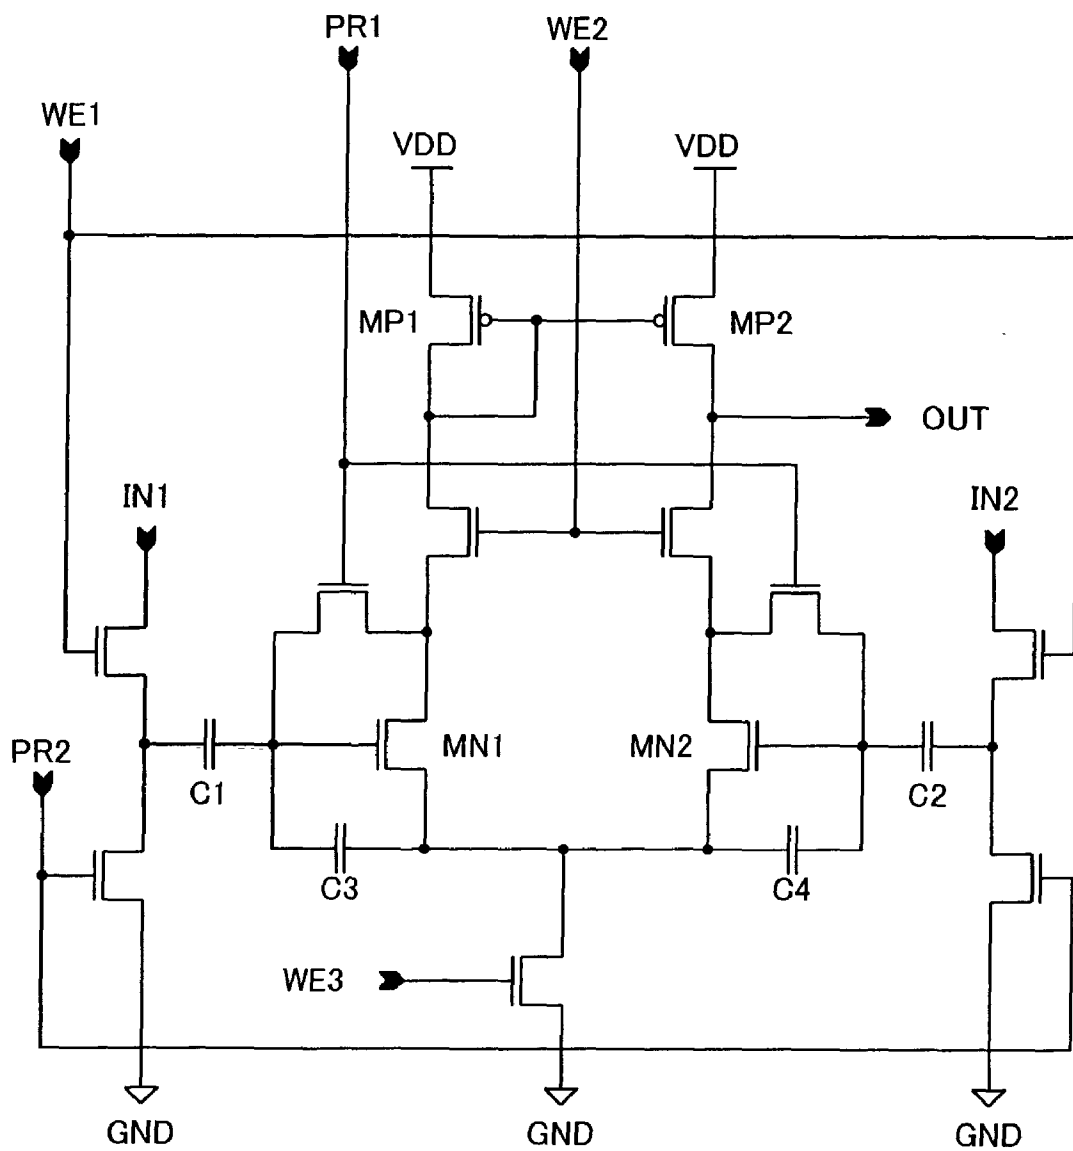 PR1
WE2
WE1
VDD
VDD
MP1
MP2
OUT
IN1
IN2
MN1
MN2
PR2
C1
C2
C3
C4
WE3
GND
GND
GND